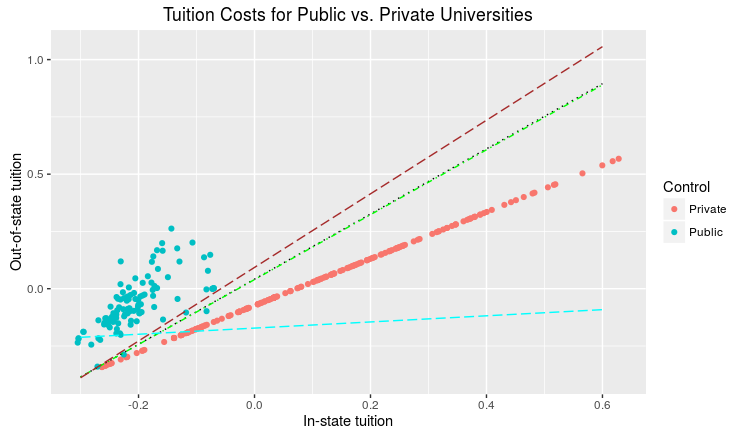 Tuition Costs for Public vs. Private Universities
1.0
0.5
0.0
Out-of-state tuition
-0.2
0.0
0.2
0.4
0.6
In-state tuition
Control
Private
Public